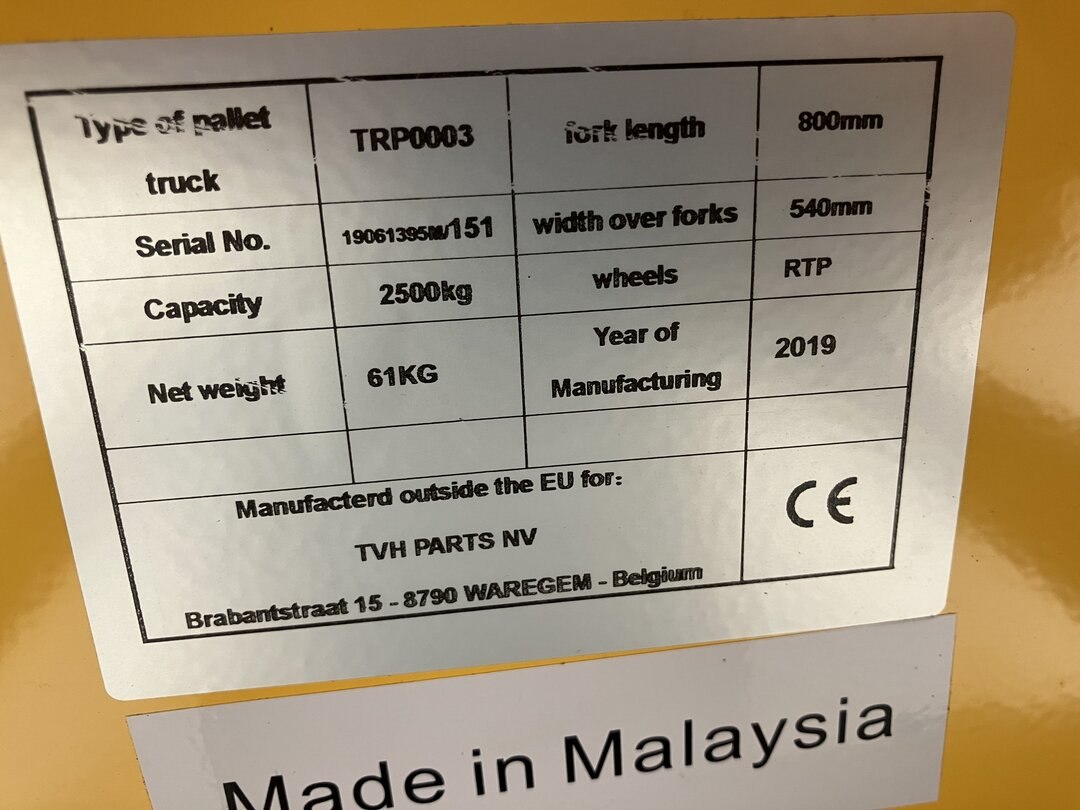 Type of pallet truck
TRP0003
fork length
800mm
Serial No.
19061395M/151
width over forks
540mm
Capacity
2500kg
wheels
RTP
Net weight
61KG
Year of Manufacturing
2019
Manufacterd outside the EU for:
TVH PARTS NV
Brabantstraat 15 - 8790 WAREGEM - Belgium
CE
Made in Malaysia